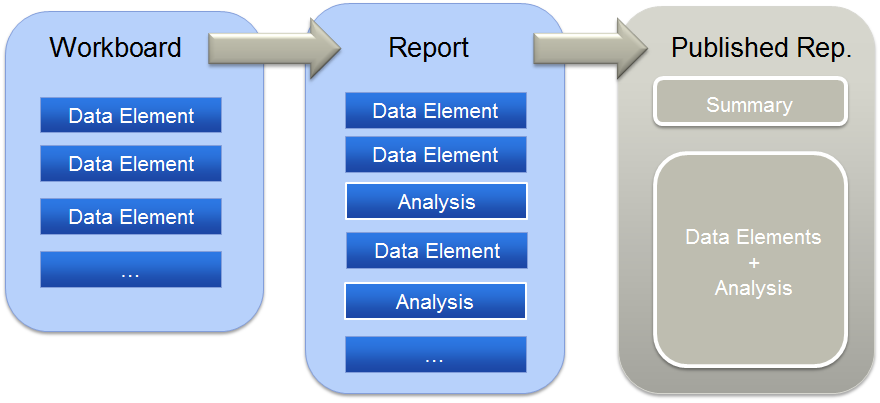 Workboard
Data Element
Data Element
Data Element
...
Report
Data Element
Data Element
Analysis
Data Element
Analysis
...
Published Rep.
Summary
Data Elements
+
Analysis